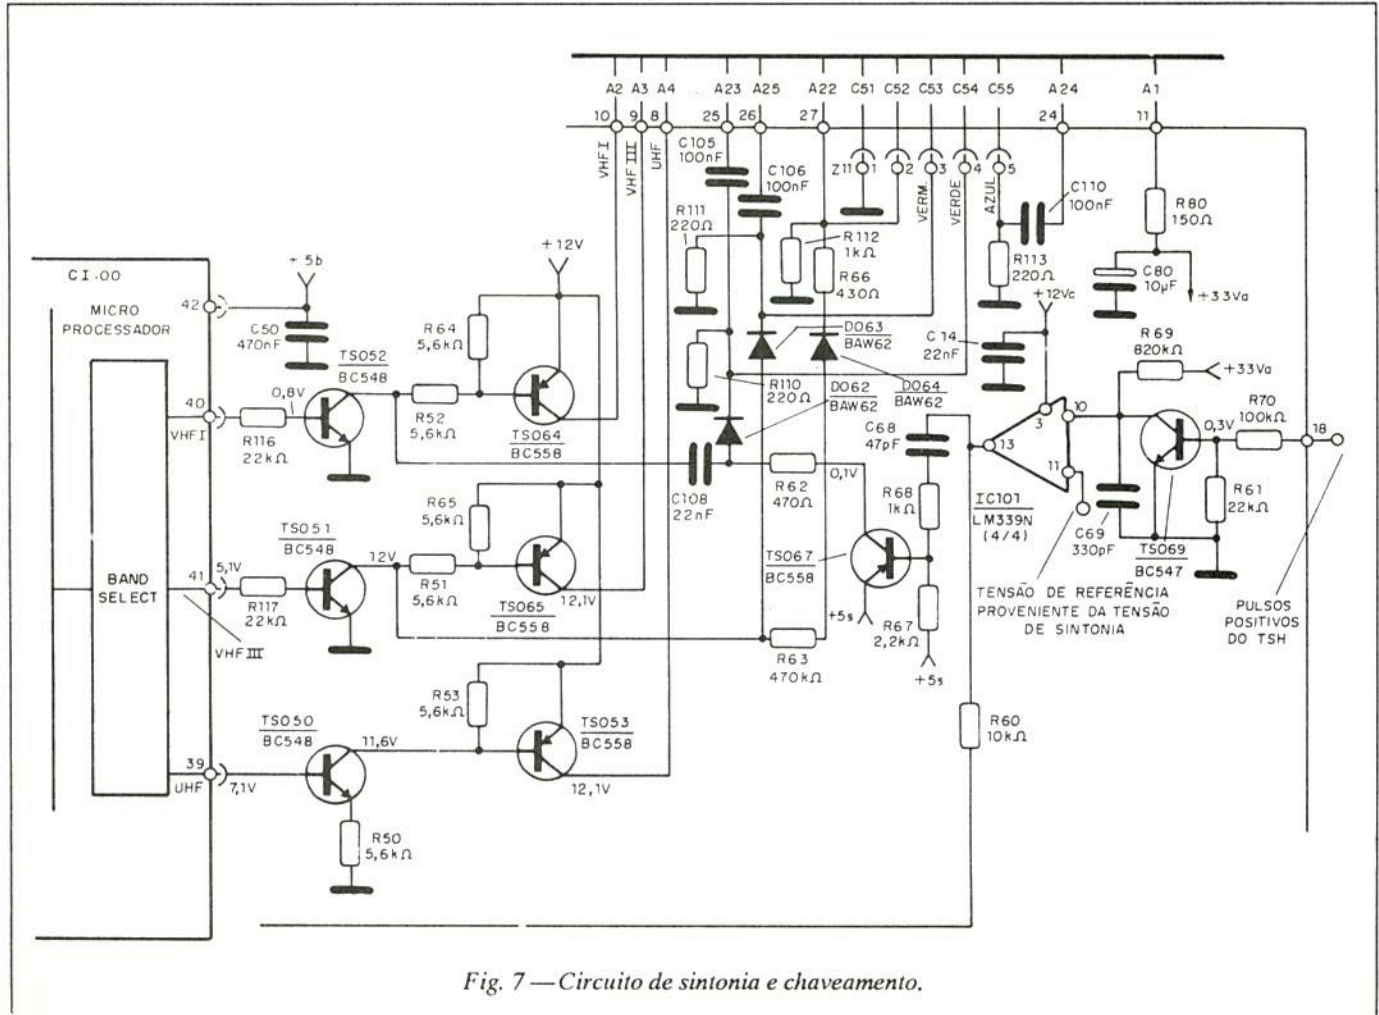 A2 A3 A4 A23 A25 A22 C51 C52 C53 C54 C55 A24 A1
10 9 8 25 26 27 24 11
VHF I
VHF III
UHF
C105
100nF
C106
100nF
Z11 1 2 3 4 5
VERM.
VERDE
AZUL
C110
100nF
R80
150Ω
R111
220Ω
R112
1kΩ
R66
430Ω
R113
220Ω
C80
10µF
+33Va
+12Vc
+12V
+5b
CI.00
MICRO
PROCESSADOR
42
C50
470nF
R64
5,6kΩ
DO63
BAW62
C14
22nF
R69
820kΩ
+33Va
TS052
BC548
R110
220Ω
DO62
BAW62
DO64
BAW62
R70
100kΩ
40
VHF I
0,8V
R116
22kΩ
R52
5,6kΩ
TS064
BC558
C68
47pF
3
10
13
11
0,3V
18
C108
22nF
R62
470Ω
0,1V
R68
1kΩ
IC101
LM339N
(4/4)
C69
330pF
R61
22kΩ
TS069
BC547
R65
5,6kΩ
TS051
BC548
12V
TS067
BC558
BAND
SELECT
41
5,1V
R117
22kΩ
VHF III
R51
5,6kΩ
TS065
BC558
12,1V
+5s
R67
2,2kΩ
+5s
TENSÃO DE REFERÊNCIA
PROVENIENTE DA TENSÃO
DE SINTONIA
PULSOS
POSITIVOS
DO TSH
R63
470kΩ
R53
5,6kΩ
TS050
BC548
11,6V
TS053
BC558
12,1V
R60
10kΩ
39
UHF
7,1V
R50
5,6kΩ
Fig. 7 — Circuito de sintonia e chaveamento.